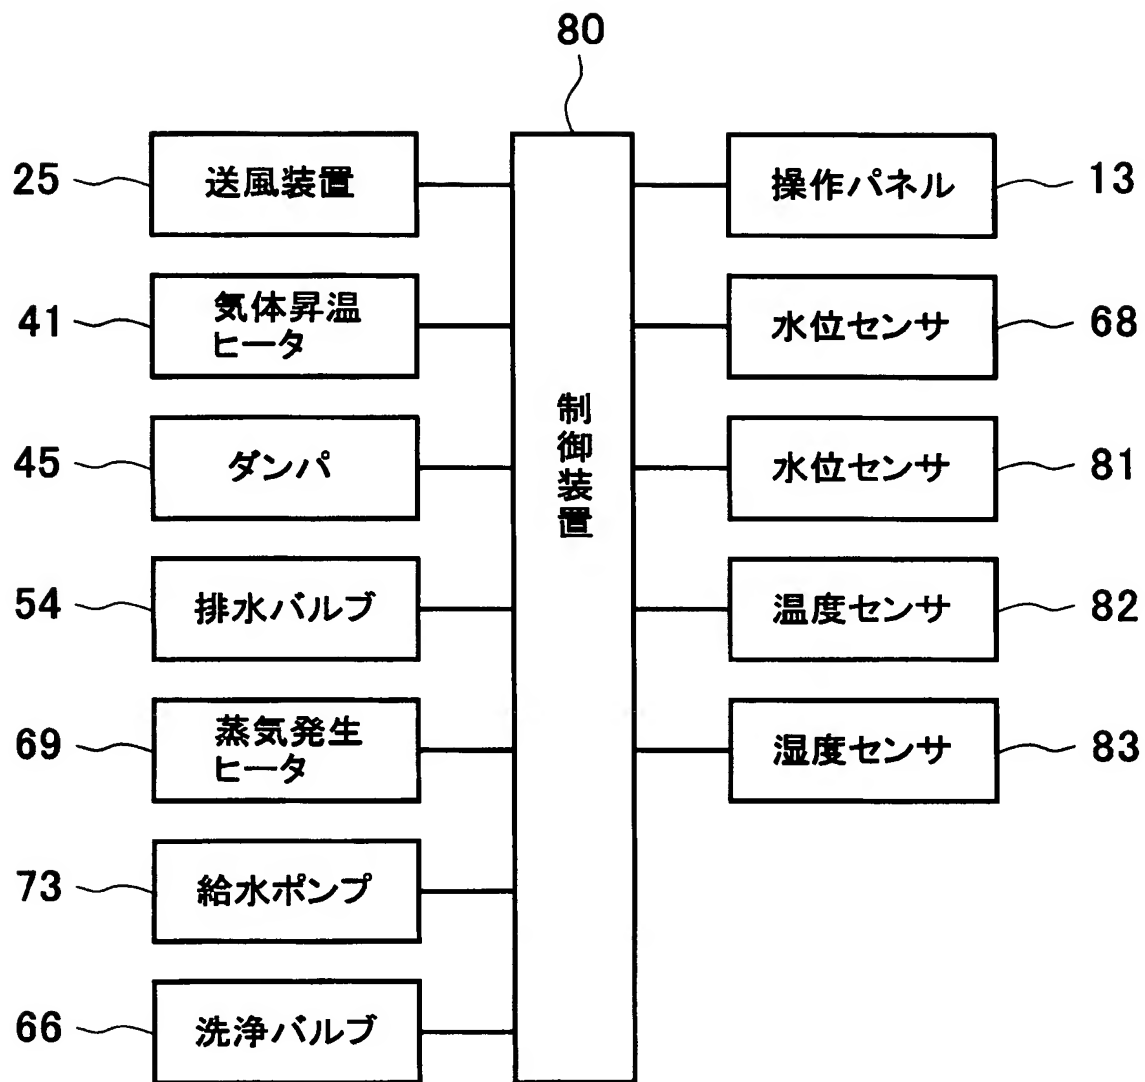 80
25
送風装置
操作パネル
13
41
気体昇温
ヒータ
水位センサ
68
制御装置
45
ダンパ
水位センサ
81
54
排水バルブ
温度センサ
82
69
蒸気発生
ヒータ
湿度センサ
83
73
給水ポンプ
66
洗浄バルブ